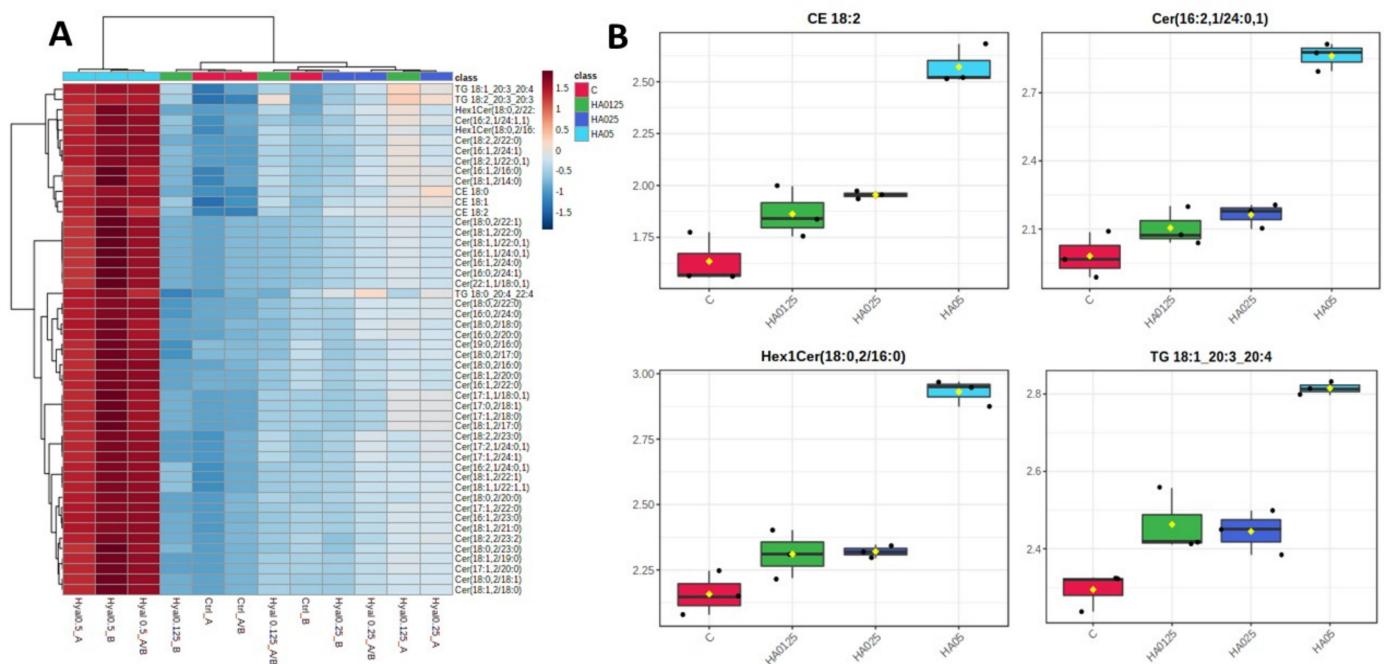 A
class
TG 18:1_20:3_20:4
TG 18:2_20:3_20:3
Hex1Cer(18:0,2/22:
Cer(16:2,1/24:1,1)
Hex1Cer(18:0,2/16:
Cer(18:2,2/22:0)
Cer(16:1,2/24:1)
Cer(18:2,1/22:0,1)
Cer(16:1,2/16:0)
Cer(18:1,2/14:0)
CE 18:0
CE 18:1
CE 18:2
Cer(18:0,2/22:1)
Cer(18:1,2/22:0)
Cer(18:1,1/22:0,1)
Cer(16:1,1/24:0,1)
Cer(16:1,2/24:0)
Cer(16:0,2/24:1)
Cer(22:1,1/18:0,1)
TG 18:0_20:4_22:4
Cer(18:0,2/22:0)
Cer(16:0,2/24:0)
Cer(18:0,2/18:0)
Cer(16:0,2/20:0)
Cer(19:0,2/16:0)
Cer(18:0,2/17:0)
Cer(18:0,2/16:0)
Cer(18:1,2/20:0)
Cer(16:1,2/22:0)
Cer(17:1,1/18:0,1)
Cer(17:0,2/18:1)
Cer(17:1,2/18:0)
Cer(18:1,2/17:0)
Cer(18:2,2/23:0)
Cer(17:2,1/24:0,1)
Cer(17:1,2/24:1)
Cer(16:2,1/24:0,1)
Cer(18:1,2/22:1)
Cer(18:1,1/22:1,1)
Cer(18:0,2/20:0)
Cer(17:1,2/22:0)
Cer(16:1,2/23:0)
Cer(18:1,2/21:0)
Cer(18:2,2/23:2)
Cer(18:0,2/23:0)
Cer(18:1,2/19:0)
Cer(17:1,2/20:0)
Cer(18:0,2/18:1)
Cer(18:1,2/18:0)
Hyal0.5_A
Hyal0.5_B
Hyal 0.5_A/B
Hyal0.125_B
Ctrl_A
Ctrl_A/B
Hyal 0.125_A/B
Ctrl_B
Hyal0.25_B
Hyal 0.25_A/B
Hyal0.125_A
Hyal0.25_A
1.5
1
0.5
0
-0.5
-1
-1.5
class
C
HA0125
HA025
HA05
B
CE 18:2
2.50
2.25
2.00
1.75
C
HA0125
HA025
HA05
Cer(16:2,1/24:0,1)
2.7
2.4
2.1
C
HA0125
HA025
HA05
Hex1Cer(18:0,2/16:0)
3.00
2.75
2.50
2.25
C
HA0125
HA025
HA05
TG 18:1_20:3_20:4
2.8
2.6
2.4
C
HA0125
HA025
HA05